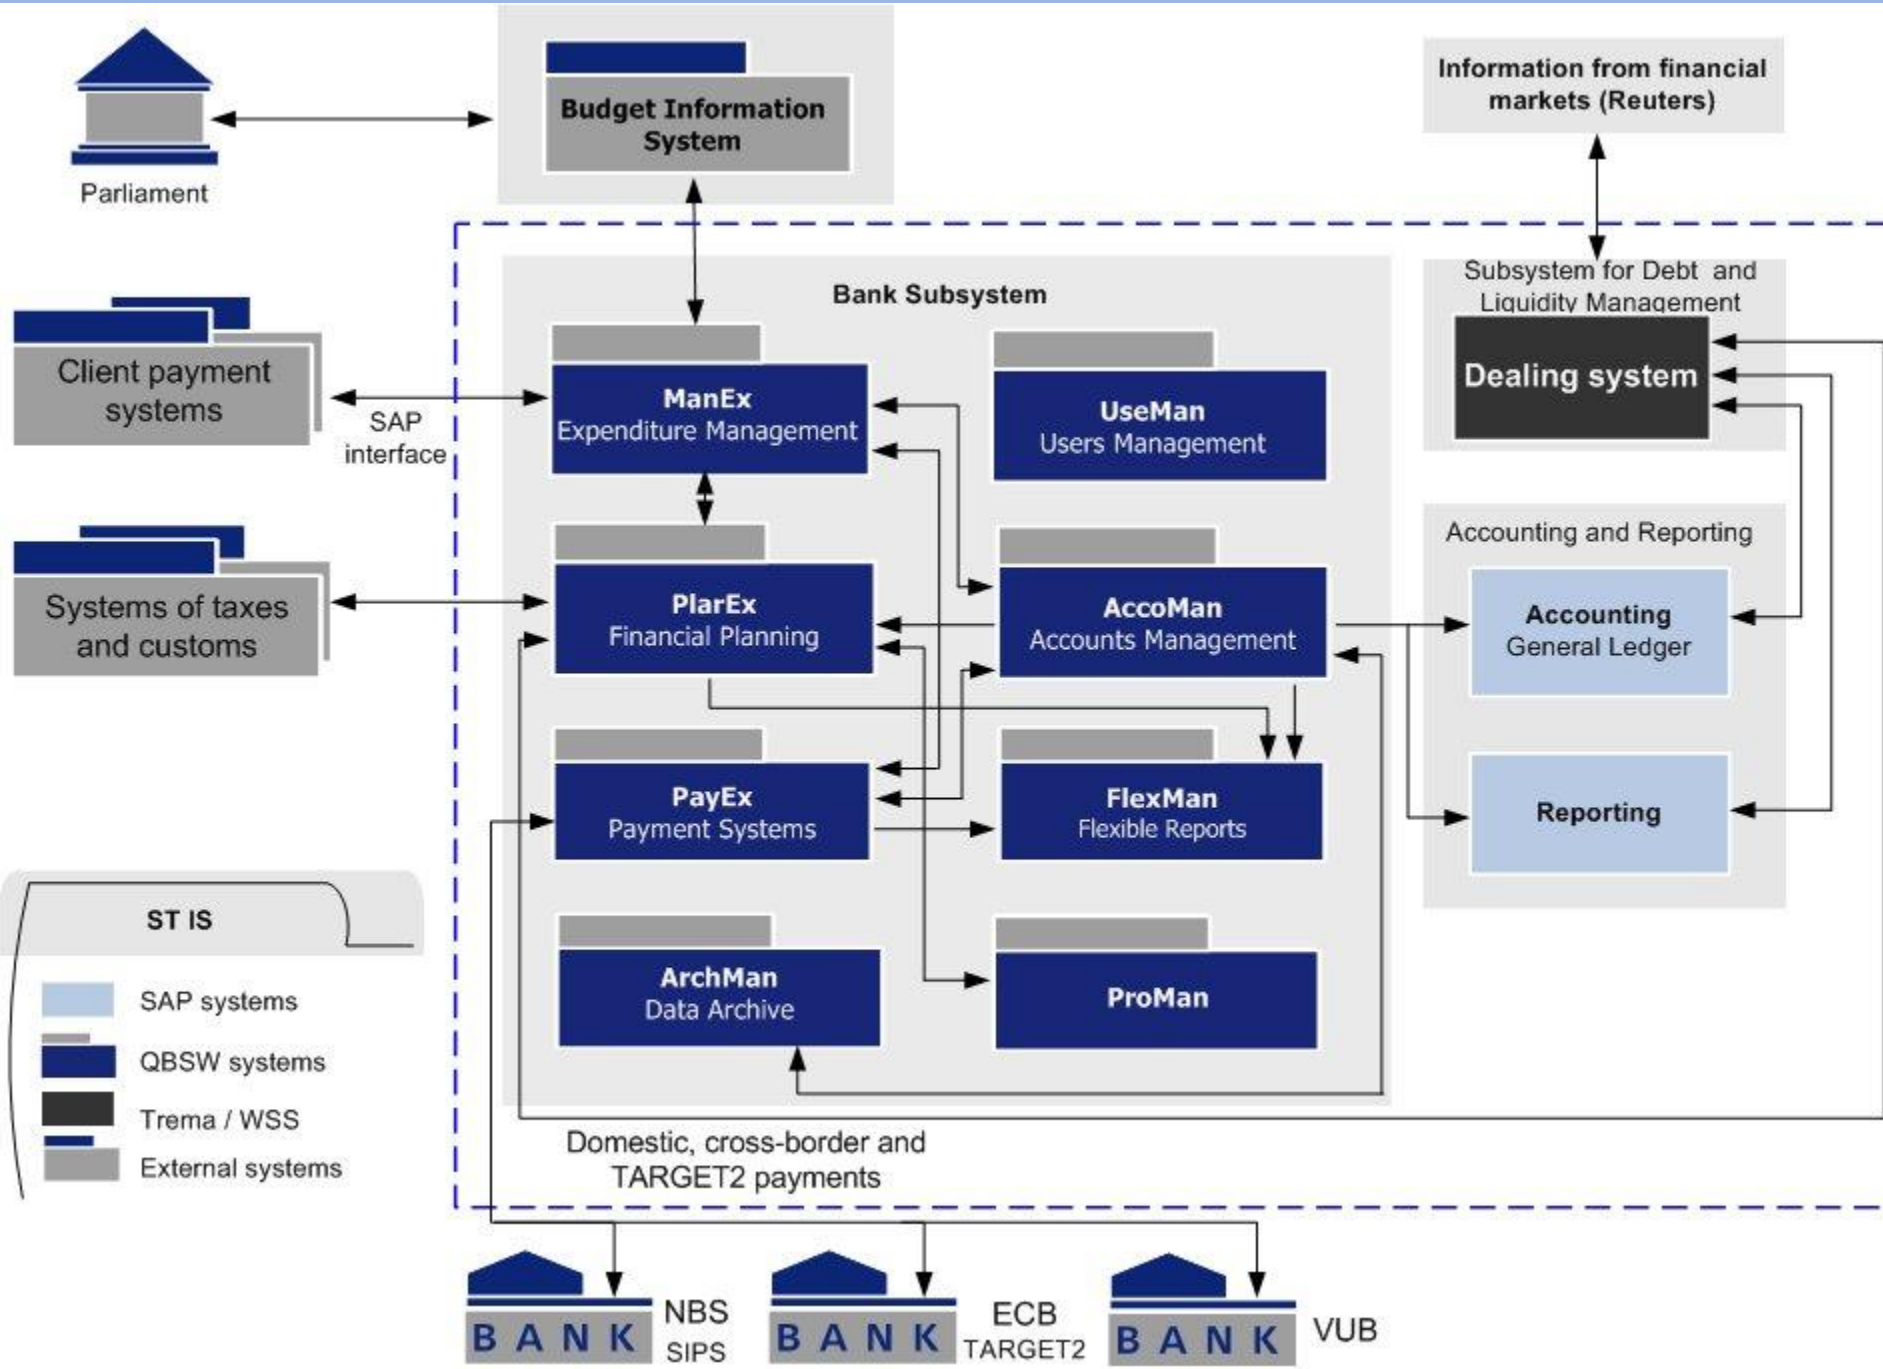 Budget Information
System
Information from financial
markets (Reuters)
Parliament
Bank Subsystem
Subsystem for Debt and
Liquidity Management
Dealing system
Client payment
systems
SAP
interface
ManEx
Expenditure Management
UseMan
Users Management
Accounting and Reporting
Systems of taxes
and customs
PlarEx
Financial Planning
AccoMan
Accounts Management
Accounting
General Ledger
PayEx
Payment Systems
FlexMan
Flexible Reports
Reporting
ArchMan
Data Archive
ProMan
ST IS
SAP systems
QBSW systems
Trema / WSS
External systems
Domestic, cross-border and
TARGET2 payments
BANK
NBS
SIPS
BANK
ECB
TARGET2
BANK
VUB